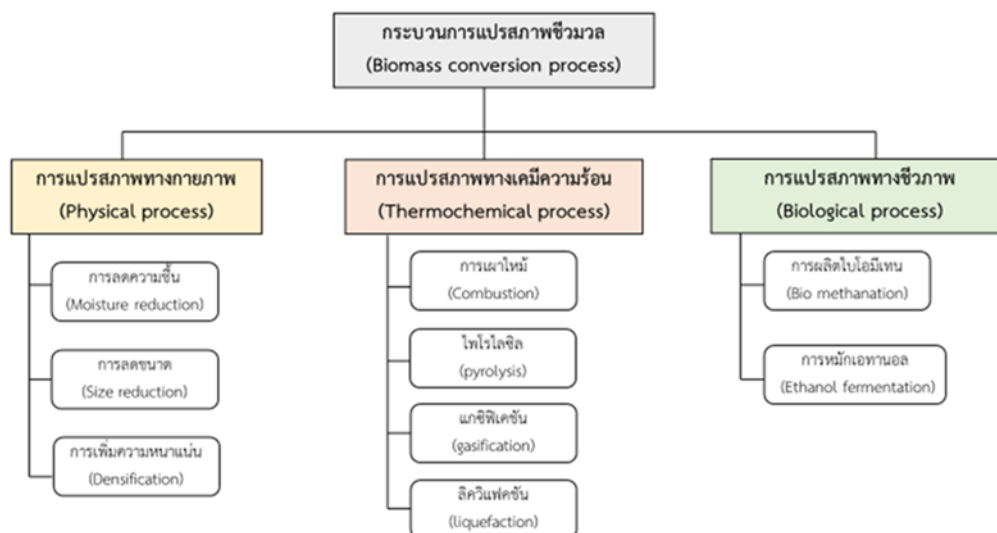 กระบวนการแปรสภาพชีวมวล
(Biomass conversion process)
การแปรสภาพทางกายภาพ
(Physical process)
การลดความชื้น
(Moisture reduction)
การลดขนาด
(Size reduction)
การเพิ่มความหนาแน่น
(Densification)
การแปรสภาพทางเคมีความร้อน
(Thermochemical process)
การเผาไหม้
(Combustion)
ไพโรไลซิล
(pyrolysis)
แกซิฟิเคชัน
(gasification)
ลิควิแฟคชัน
(liquefaction)
การแปรสภาพทางชีวภาพ
(Biological process)
การผลิตไบโอมีเทน
(Bio methanation)
การหมักเอทานอล
(Ethanol fermentation)